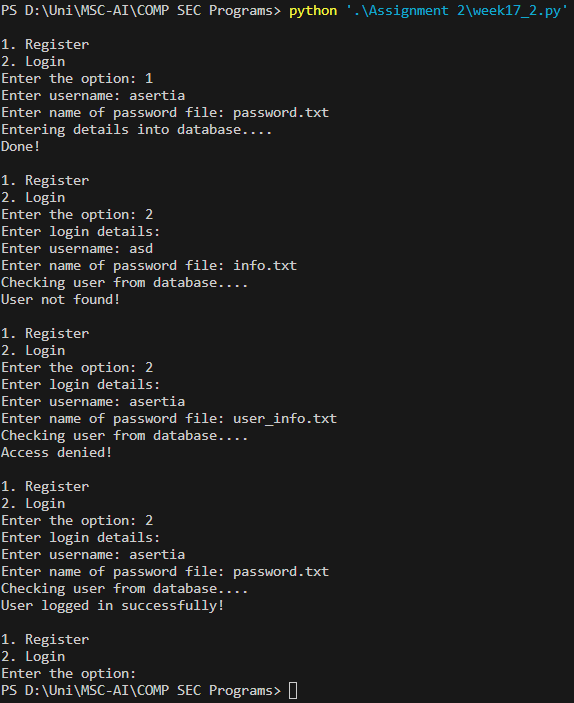 PS D:\Uni\MSC-AI\COMP SEC Programs> python '.\Assignment 2\week17_2.py'
1. Register
2. Login
Enter the option: 1
Enter username: asertia
Enter name of password file: password.txt
Entering details into database....
Done!
1. Register
2. Login
Enter the option: 2
Enter login details:
Enter username: asd
Enter name of password file: info.txt
Checking user from database....
User not found!
1. Register
2. Login
Enter the option: 2
Enter login details:
Enter username: asertia
Enter name of password file: user_info.txt
Checking user from database....
Access denied!
1. Register
2. Login
Enter the option: 2
Enter login details:
Enter username: asertia
Enter name of password file: password.txt
Checking user from database....
User logged in successfully!
1. Register
2. Login
Enter the option:
PS D:\Uni\MSC-AI\COMP SEC Programs>